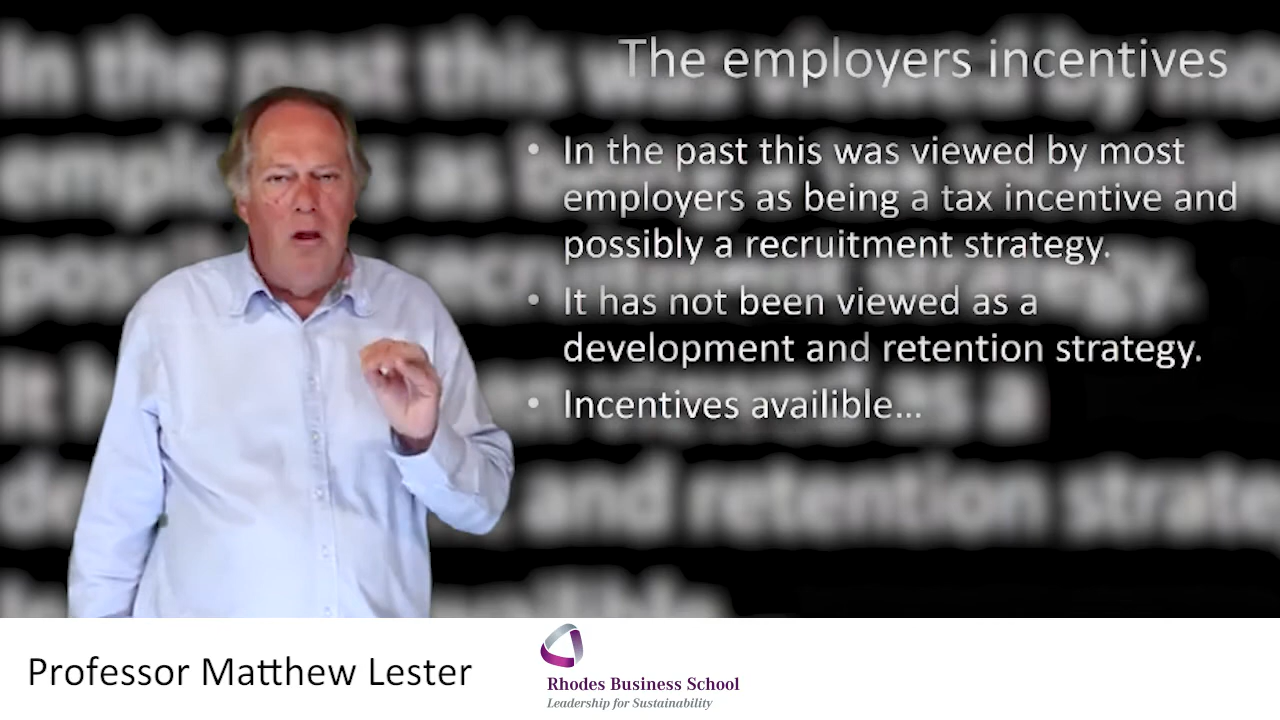 The employers incentives
• In the past this was viewed by most
employers as being a tax incentive and
possibly a recruitment strategy.
• It has not been viewed as a
development and retention strategy.
• Incentives availible...
Professor Matthew Lester
Rhodes Business School
Leadership for Sustainability